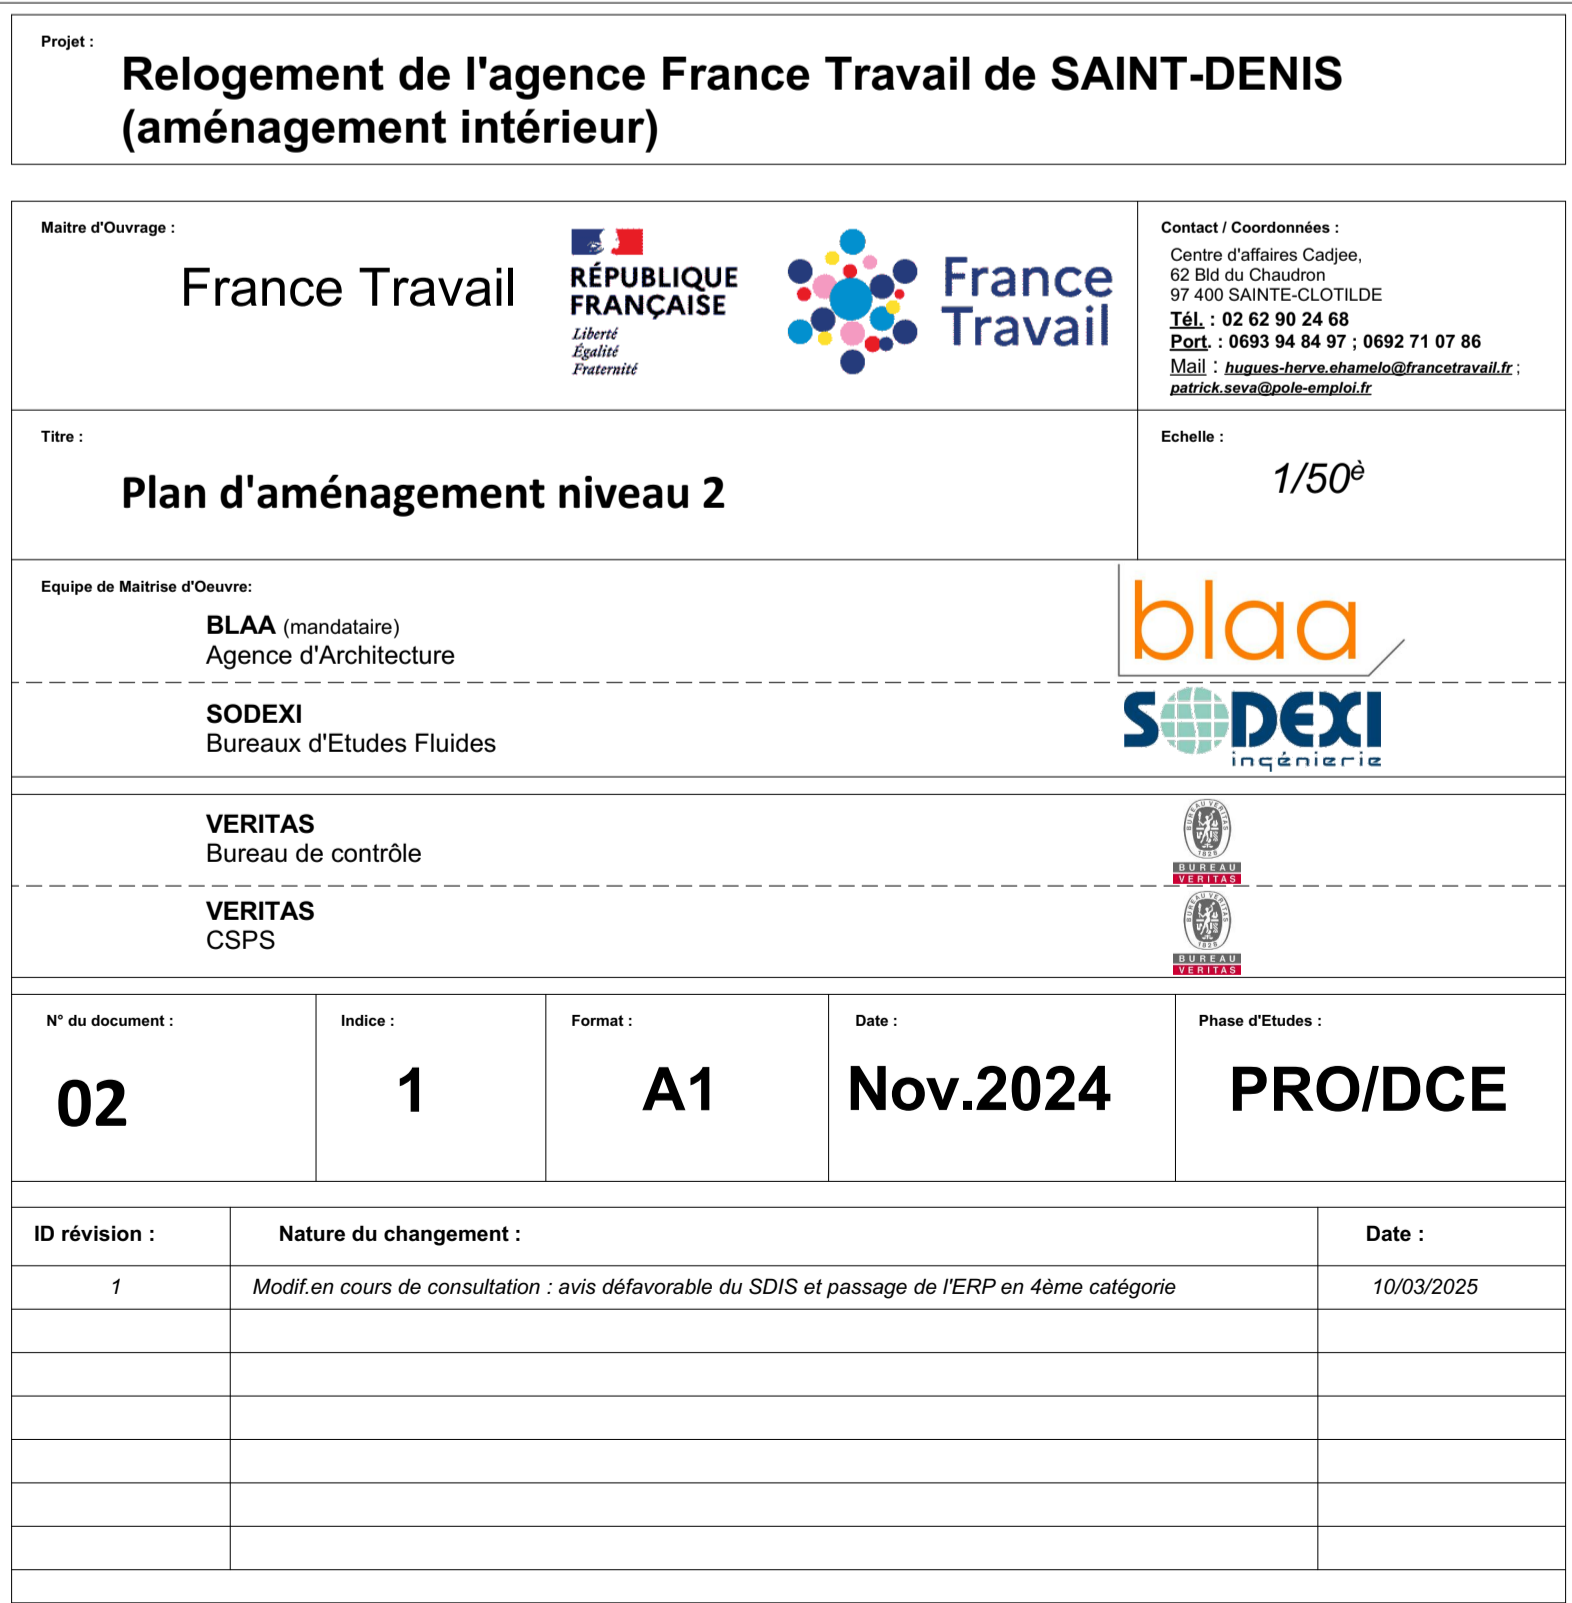 Projet :
Relogement de l'agence France Travail de SAINT-DENIS
(aménagement intérieur)
Maitre d'Ouvrage :
France Travail
RÉPUBLIQUE
FRANÇAISE
Liberté
Égalité
Fraternité
France
Travail
Contact / Coordonnées :
Centre d'affaires Cadjee,
62 Bld du Chaudron
97 400 SAINTE-CLOTILDE
Tél. : 02 62 90 24 68
Port. : 0693 94 84 97 ; 0692 71 07 86
Mail : hugues-herve.ehamelo@francetravail.fr ;
patrick.seva@pole-emploi.fr
Titre :
Plan d'aménagement niveau 2
Echelle :
1/50è
Equipe de Maitrise d'Oeuvre:
BLAA (mandataire)
Agence d'Architecture
blaa
SODEXI
Bureaux d'Etudes Fluides
SODEXI
ingénierie
VERITAS
Bureau de contrôle
BUREAU VERITAS
1828
BUREAU
VERITAS
VERITAS
CSPS
BUREAU VERITAS
1828
BUREAU
VERITAS
N° du document :
02
Indice :
1
Format :
A1
Date :
Nov.2024
Phase d'Etudes :
PRO/DCE
ID révision :
Nature du changement :
Date :
1
Modif.en cours de consultation : avis défavorable du SDIS et passage de l'ERP en 4ème catégorie
10/03/2025